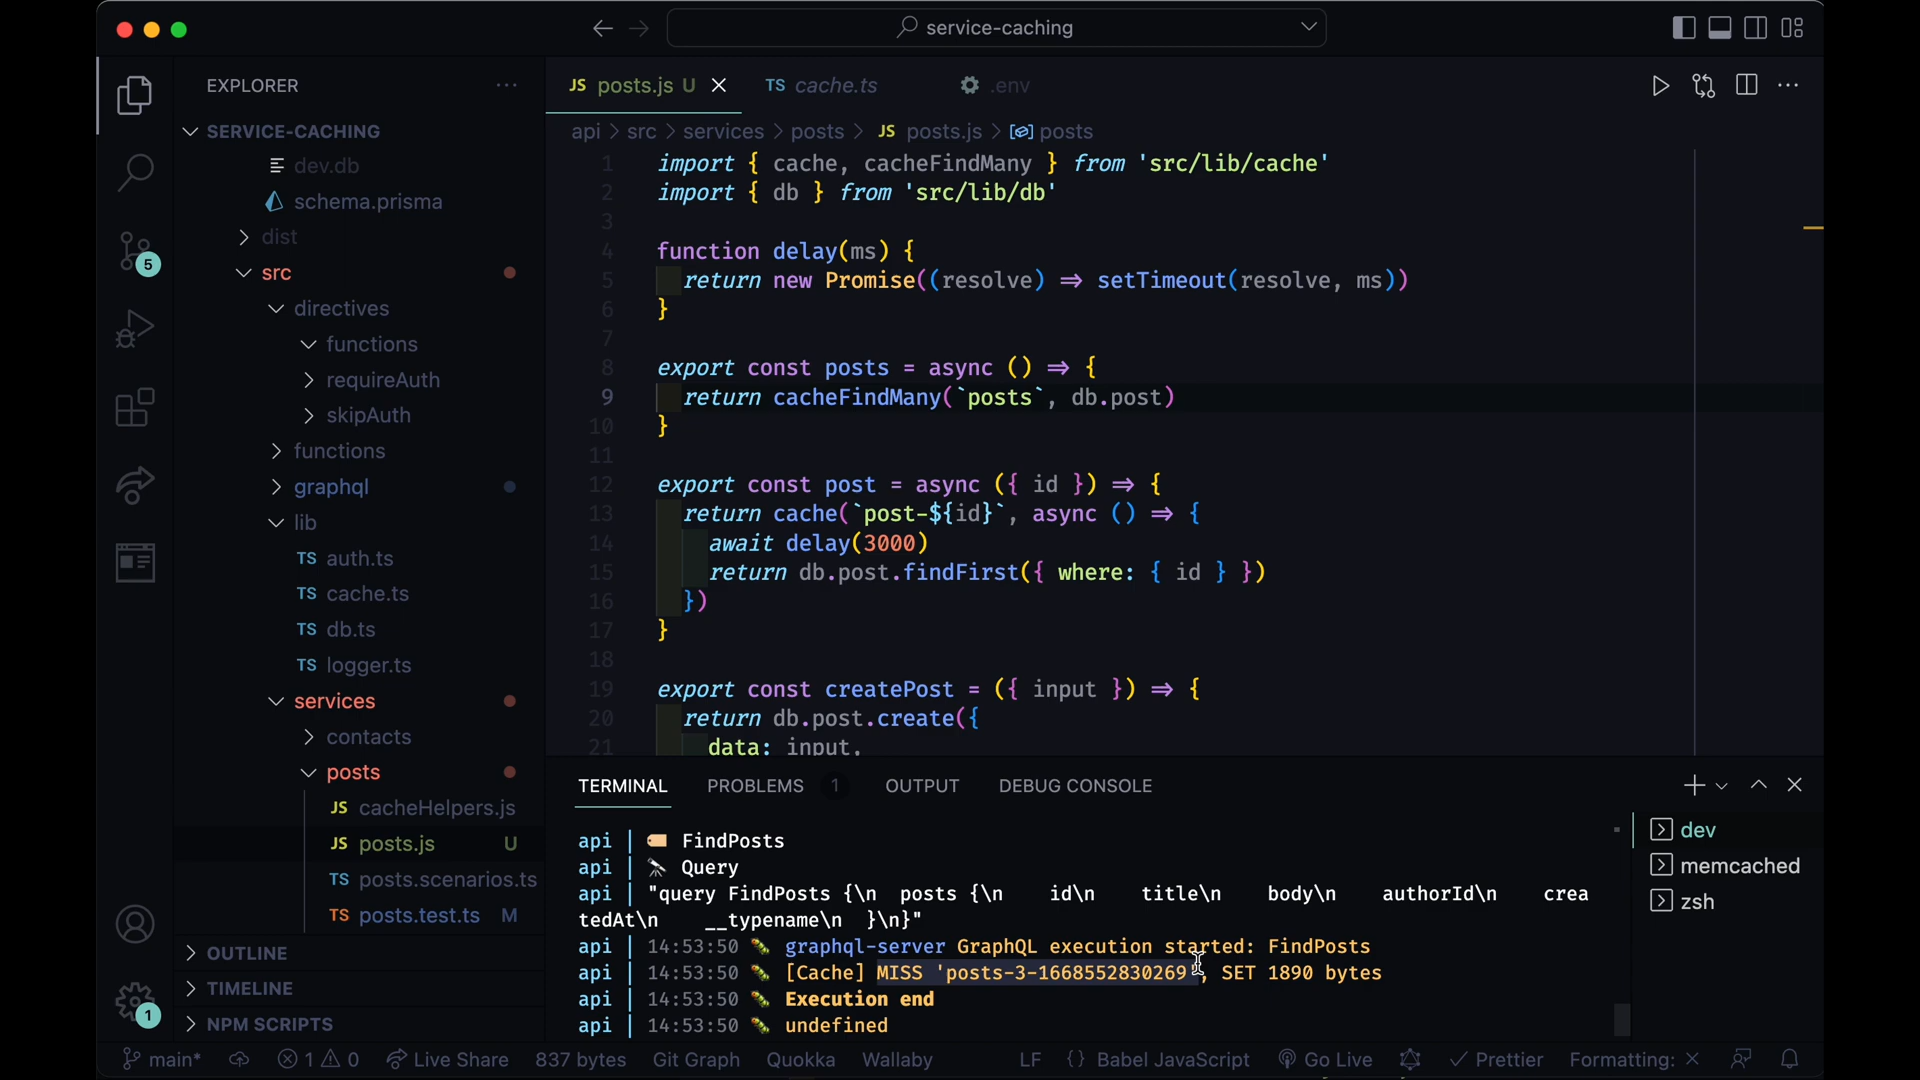 service-caching
EXPLORER
JS posts.js U
TS cache.ts
.env
SERVICE-CACHING
api > src > services > posts > JS posts.js > posts
dev.db
schema.prisma
dist
src
directives
functions
requireAuth
skipAuth
functions
graphql
lib
TS auth.ts
TS cache.ts
TS db.ts
TS logger.ts
services
contacts
posts
JS cacheHelpers.js
JS posts.js U
TS posts.scenarios.ts
TS posts.test.ts M
OUTLINE
TIMELINE
NPM SCRIPTS
5
1
1 import { cache, cacheFindMany } from 'src/lib/cache'
2 import { db } from 'src/lib/db'
3
4 function delay(ms) {
5 return new Promise((resolve) => setTimeout(resolve, ms))
6 }
7
8 export const posts = async () => {
9 return cacheFindMany(`posts`, db.post)
10 }
11
12 export const post = async ({ id }) => {
13 return cache(`post-${id}`, async () => {
14 await delay(3000)
15 return db.post.findFirst({ where: { id } })
16 })
17 }
18
19 export const createPost = ({ input }) => {
20 return db.post.create({
21 data: input,
TERMINAL PROBLEMS 1 OUTPUT DEBUG CONSOLE
api | FindPosts
api | Query
api | "query FindPosts {\n posts {\n id\n title\n body\n authorId\n crea
tedAt\n __typename\n }\n}"
api | 14:53:50 graphql-server GraphQL execution started: FindPosts
api | 14:53:50 [Cache] MISS 'posts-3-1668552830269', SET 1890 bytes
api | 14:53:50 Execution end
api | 14:53:50 undefined
dev
memcached
zsh
main* 1 0 Live Share 837 bytes Git Graph Quokka Wallaby LF {} Babel JavaScript Go Live Prettier Formatting: ×